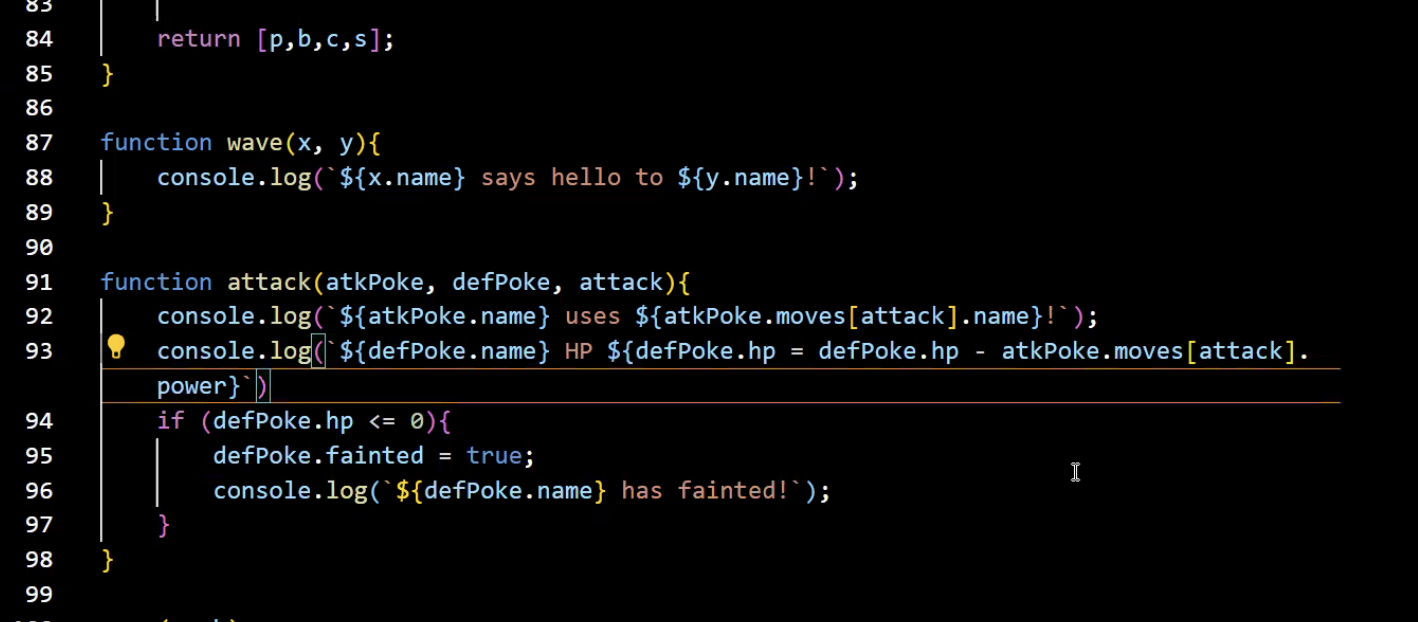 83
84 return [p,b,c,s];
85 }
86
87 function wave(x, y){
88 console.log(`${x.name} says hello to ${y.name}!`);
89 }
90
91 function attack(atkPoke, defPoke, attack){
92 console.log(`${atkPoke.name} uses ${atkPoke.moves[attack].name}!`);
93 console.log(`${defPoke.name} HP ${defPoke.hp = defPoke.hp - atkPoke.moves[attack].
power}`)
94 if (defPoke.hp <= 0){
95 defPoke.fainted = true;
96 console.log(`${defPoke.name} has fainted!`);
97 }
98 }
99